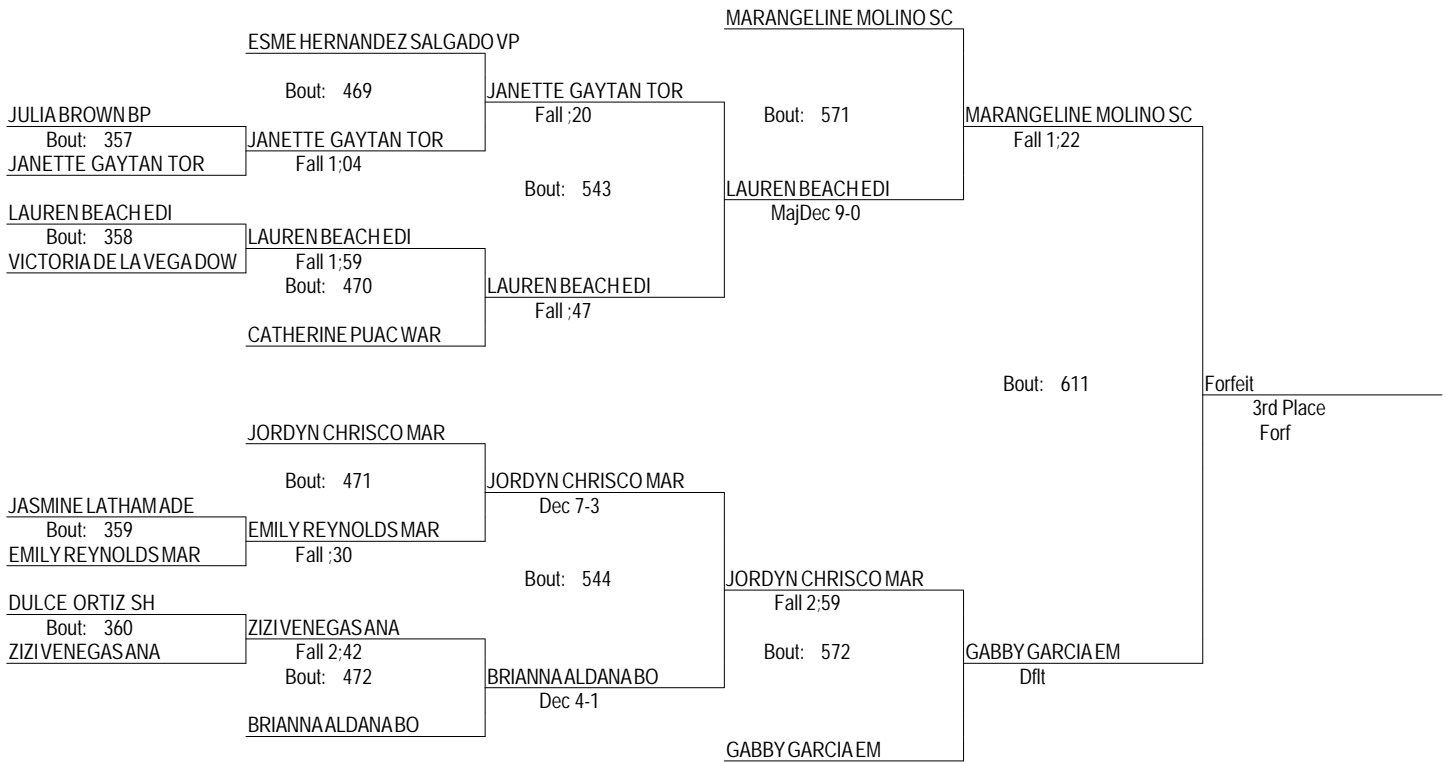 MARANGELINE MOLINO SC
ESME HERNANDEZ SALGADO VP
Bout: 469
JANETTE GAYTAN TOR
Fall ;20
Bout: 571
MARANGELINE MOLINO SC
Fall 1;22
JULIA BROWN BP
Bout: 357
JANETTE GAYTAN TOR
JANETTE GAYTAN TOR
Fall 1;04
Bout: 543
LAUREN BEACH EDI
MajDec 9-0
LAUREN BEACH EDI
Bout: 358
VICTORIA DE LA VEGA DOW
LAUREN BEACH EDI
Fall 1;59
Bout: 470
LAUREN BEACH EDI
Fall ;47
CATHERINE PUAC WAR
Bout: 611
Forfeit
3rd Place
Forf
JORDYN CHRISCO MAR
Bout: 471
JORDYN CHRISCO MAR
Dec 7-3
JASMINE LATHAM ADE
Bout: 359
EMILY REYNOLDS MAR
EMILY REYNOLDS MAR
Fall ;30
Bout: 544
JORDYN CHRISCO MAR
Fall 2;59
DULCE ORTIZ SH
Bout: 360
ZIZI VENEGAS ANA
ZIZI VENEGAS ANA
Fall 2;42
Bout: 472
BRIANNA ALDANA BO
Dec 4-1
Bout: 572
GABBY GARCIA EM
Dflt
BRIANNA ALDANA BO
GABBY GARCIA EM